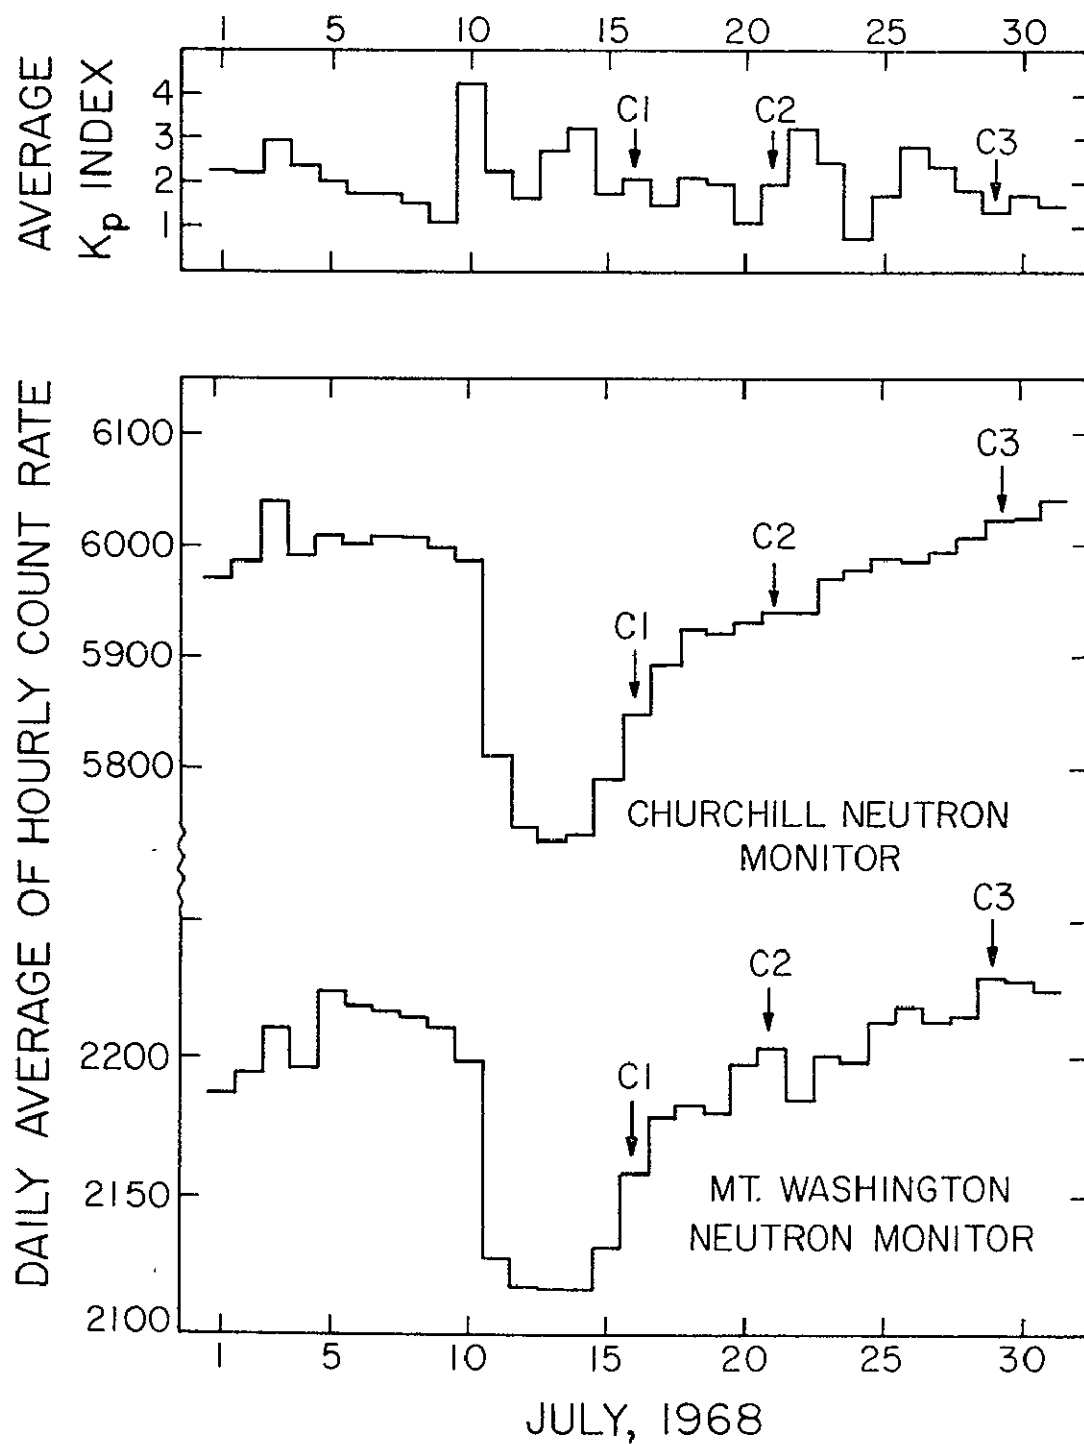 1 5 10 15 20 25 30
AVERAGE
Kp INDEX
4
3
2
1
C1
C2
C3
DAILY AVERAGE OF HOURLY COUNT RATE
6100
6000
5900
5800
C1
C2
C3
CHURCHILL NEUTRON
MONITOR
2200
2150
2100
C1
C2
C3
MT. WASHINGTON
NEUTRON MONITOR
1 5 10 15 20 25 30
JULY, 1968